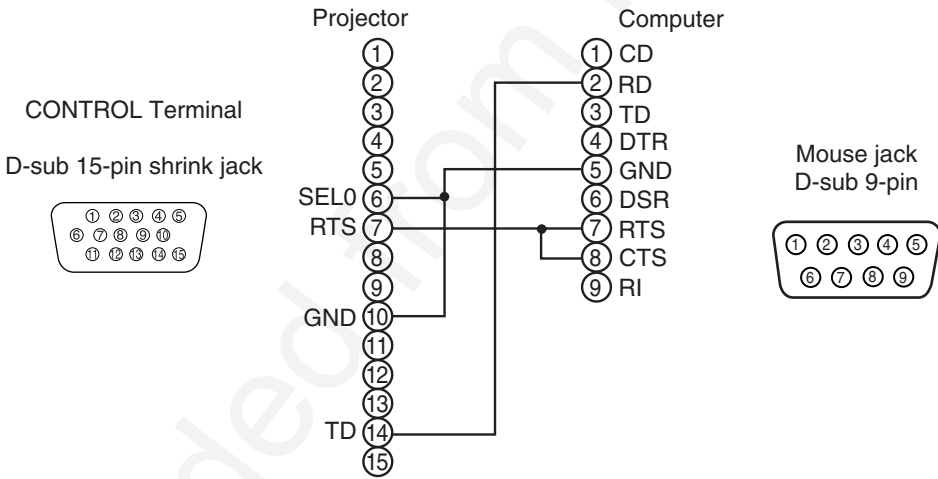 Projector
Computer
CONTROL Terminal
D-sub 15-pin shrink jack
1 2 3 4 5
6 7 8 9 10
11 12 13 14 15
1
2
3
4
5
SEL0 6
RTS 7
8
9
GND 10
11
12
13
TD 14
15
1 CD
2 RD
3 TD
4 DTR
5 GND
6 DSR
7 RTS
8 CTS
9 RI
Mouse jack
D-sub 9-pin
1 2 3 4 5
6 7 8 9
ded from